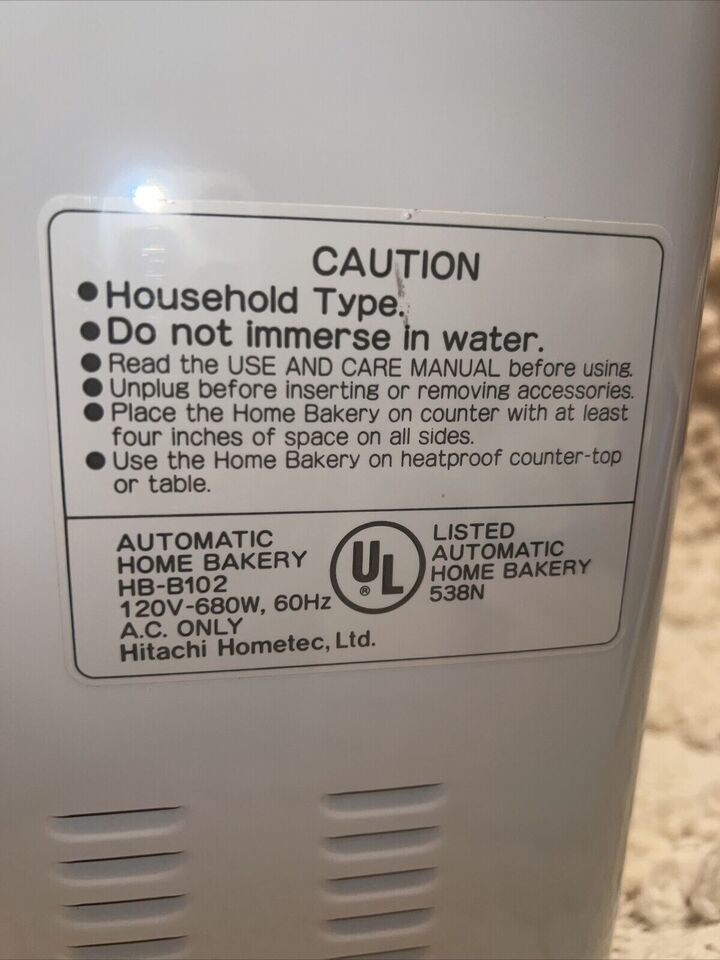 CAUTION
● Household Type.
● Do not immerse in water.
● Read the USE AND CARE MANUAL before using.
● Unplug before inserting or removing accessories.
● Place the Home Bakery on counter with at least
four inches of space on all sides.
● Use the Home Bakery on heatproof counter-top
or table.
AUTOMATIC
HOME BAKERY
HB-B102
120V-680W, 60Hz
A.C. ONLY
Hitachi Hometec, Ltd.
UL
®
LISTED
AUTOMATIC
HOME BAKERY
538N